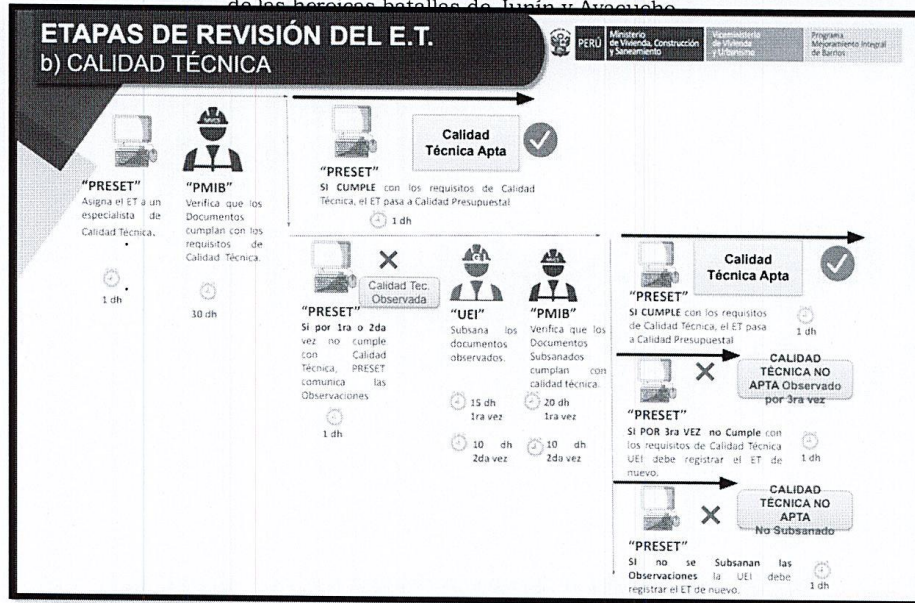 de las heroicas batallas de Junín y Ayacucho
ETAPAS DE REVISIÓN DEL E.T.
b) CALIDAD TÉCNICA
PERÚ
Ministerio
de Vivienda, Construcción
y Saneamiento
Viceministerio
de Vivienda
y Urbanismo
Programa
Mejoramiento Integral
de Barrios
"PRESET"
Asigna el ET a un
especialista de
Calidad Técnica.
1 dh
"PMIB"
Verifica que los
Documentos
cumplan con los
requisitos de
Calidad Técnica.
30 dh
Calidad
Técnica Apta
"PRESET"
SI CUMPLE con los requisitos de Calidad
Técnica, el ET pasa a Calidad Presupuestal
1 dh
Calidad Tec.
Observada
"PRESET"
Si por 1ra o 2da
vez no cumple
con Calidad
Técnica, PRESET
comunica las
Observaciones
1 dh
"UEI"
Subsana los
documentos
observados.
15 dh
1ra vez
10 dh
2da vez
"PMIB"
Verifica que los
Documentos
Subsanados
cumplan con
calidad técnica.
20 dh
1ra vez
10 dh
2da vez
Calidad
Técnica Apta
"PRESET"
SI CUMPLE con los requisitos
de Calidad Técnica, el ET pasa
a Calidad Presupuestal
1 dh
CALIDAD
TÉCNICA NO
APTA Observado
por 3ra vez
"PRESET"
SI POR 3ra VEZ no Cumple con
los requisitos de Calidad Técnica
UEI debe registrar el ET de
nuevo.
1 dh
CALIDAD
TÉCNICA NO
APTA
No Subsanado
"PRESET"
SI no se Subsanan las
Observaciones la UEI debe
registrar el ET de nuevo.
1 dh